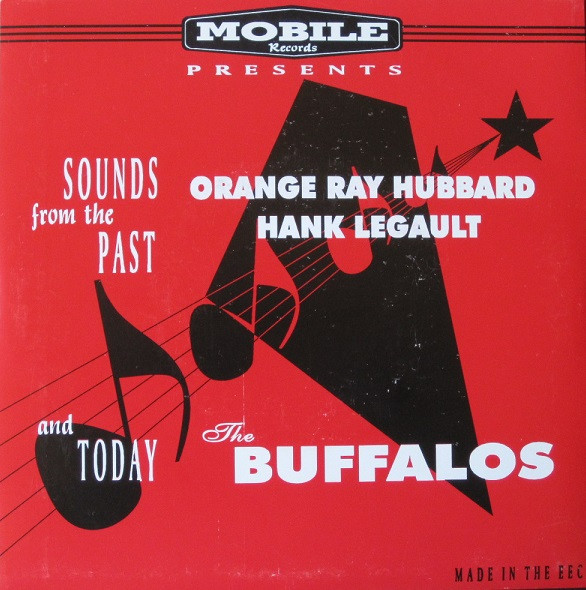 MOBILE
Records
PRESENTS
SOUNDS
from the
PAST
ORANGE RAY HUBBARD
HANK LEGAULT
and
TODAY
The
BUFFALOS
MADE IN THE EEC